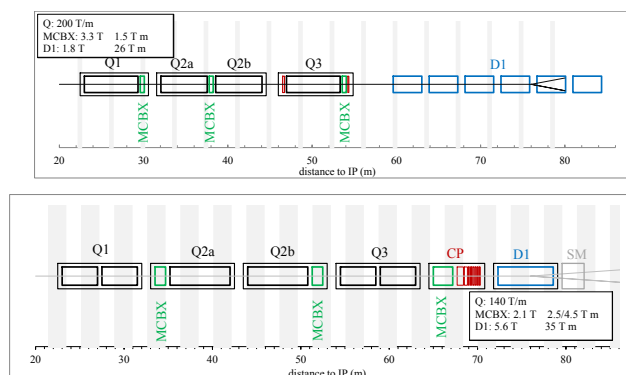 Q: 200 T/m
MCBX: 3.3 T 1.5 T m
D1: 1.8 T 26 T m
Q1 Q2a Q2b Q3 D1
MCBX MCBX MCBX
20 30 40 50 60 70 80
distance to IP (m)
Q1 Q2a Q2b Q3 CP D1 SM
MCBX MCBX MCBX
Q: 140 T/m
MCBX: 2.1 T 2.5/4.5 T m
D1: 5.6 T 35 T m
20 30 40 50 60 70 80
distance to IP (m)